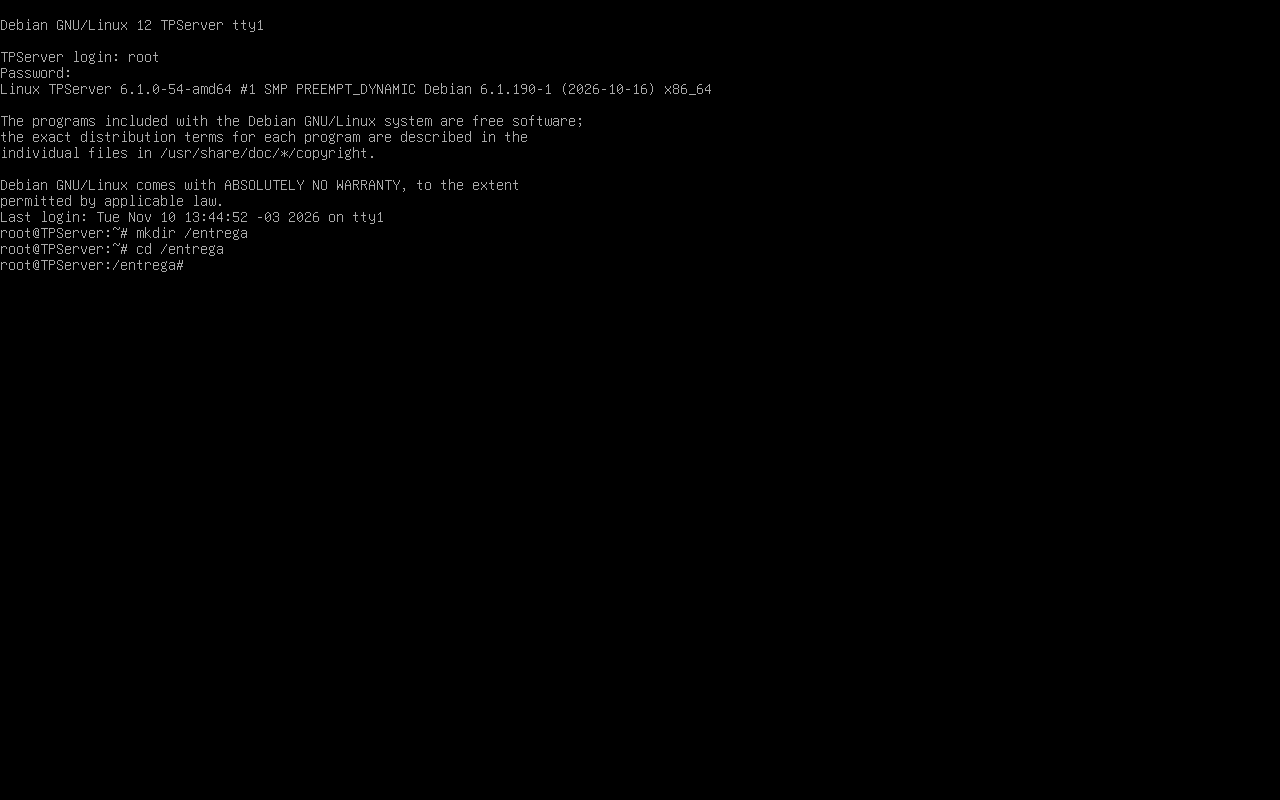 Debian GNU/Linux 12 TPServer tty1
TPServer login: root
Password:
Linux TPServer 6.1.0-54-amd64 #1 SMP PREEMPT_DYNAMIC Debian 6.1.190-1 (2026-10-16) x86_64
The programs included with the Debian GNU/Linux system are free software;
the exact distribution terms for each program are described in the
individual files in /usr/share/doc/*/copyright.
Debian GNU/Linux comes with ABSOLUTELY NO WARRANTY, to the extent
permitted by applicable law.
Last login: Tue Nov 10 13:44:52 -03 2026 on tty1
root@TPServer:~# mkdir /entrega
root@TPServer:~# cd /entrega
root@TPServer:/entrega#